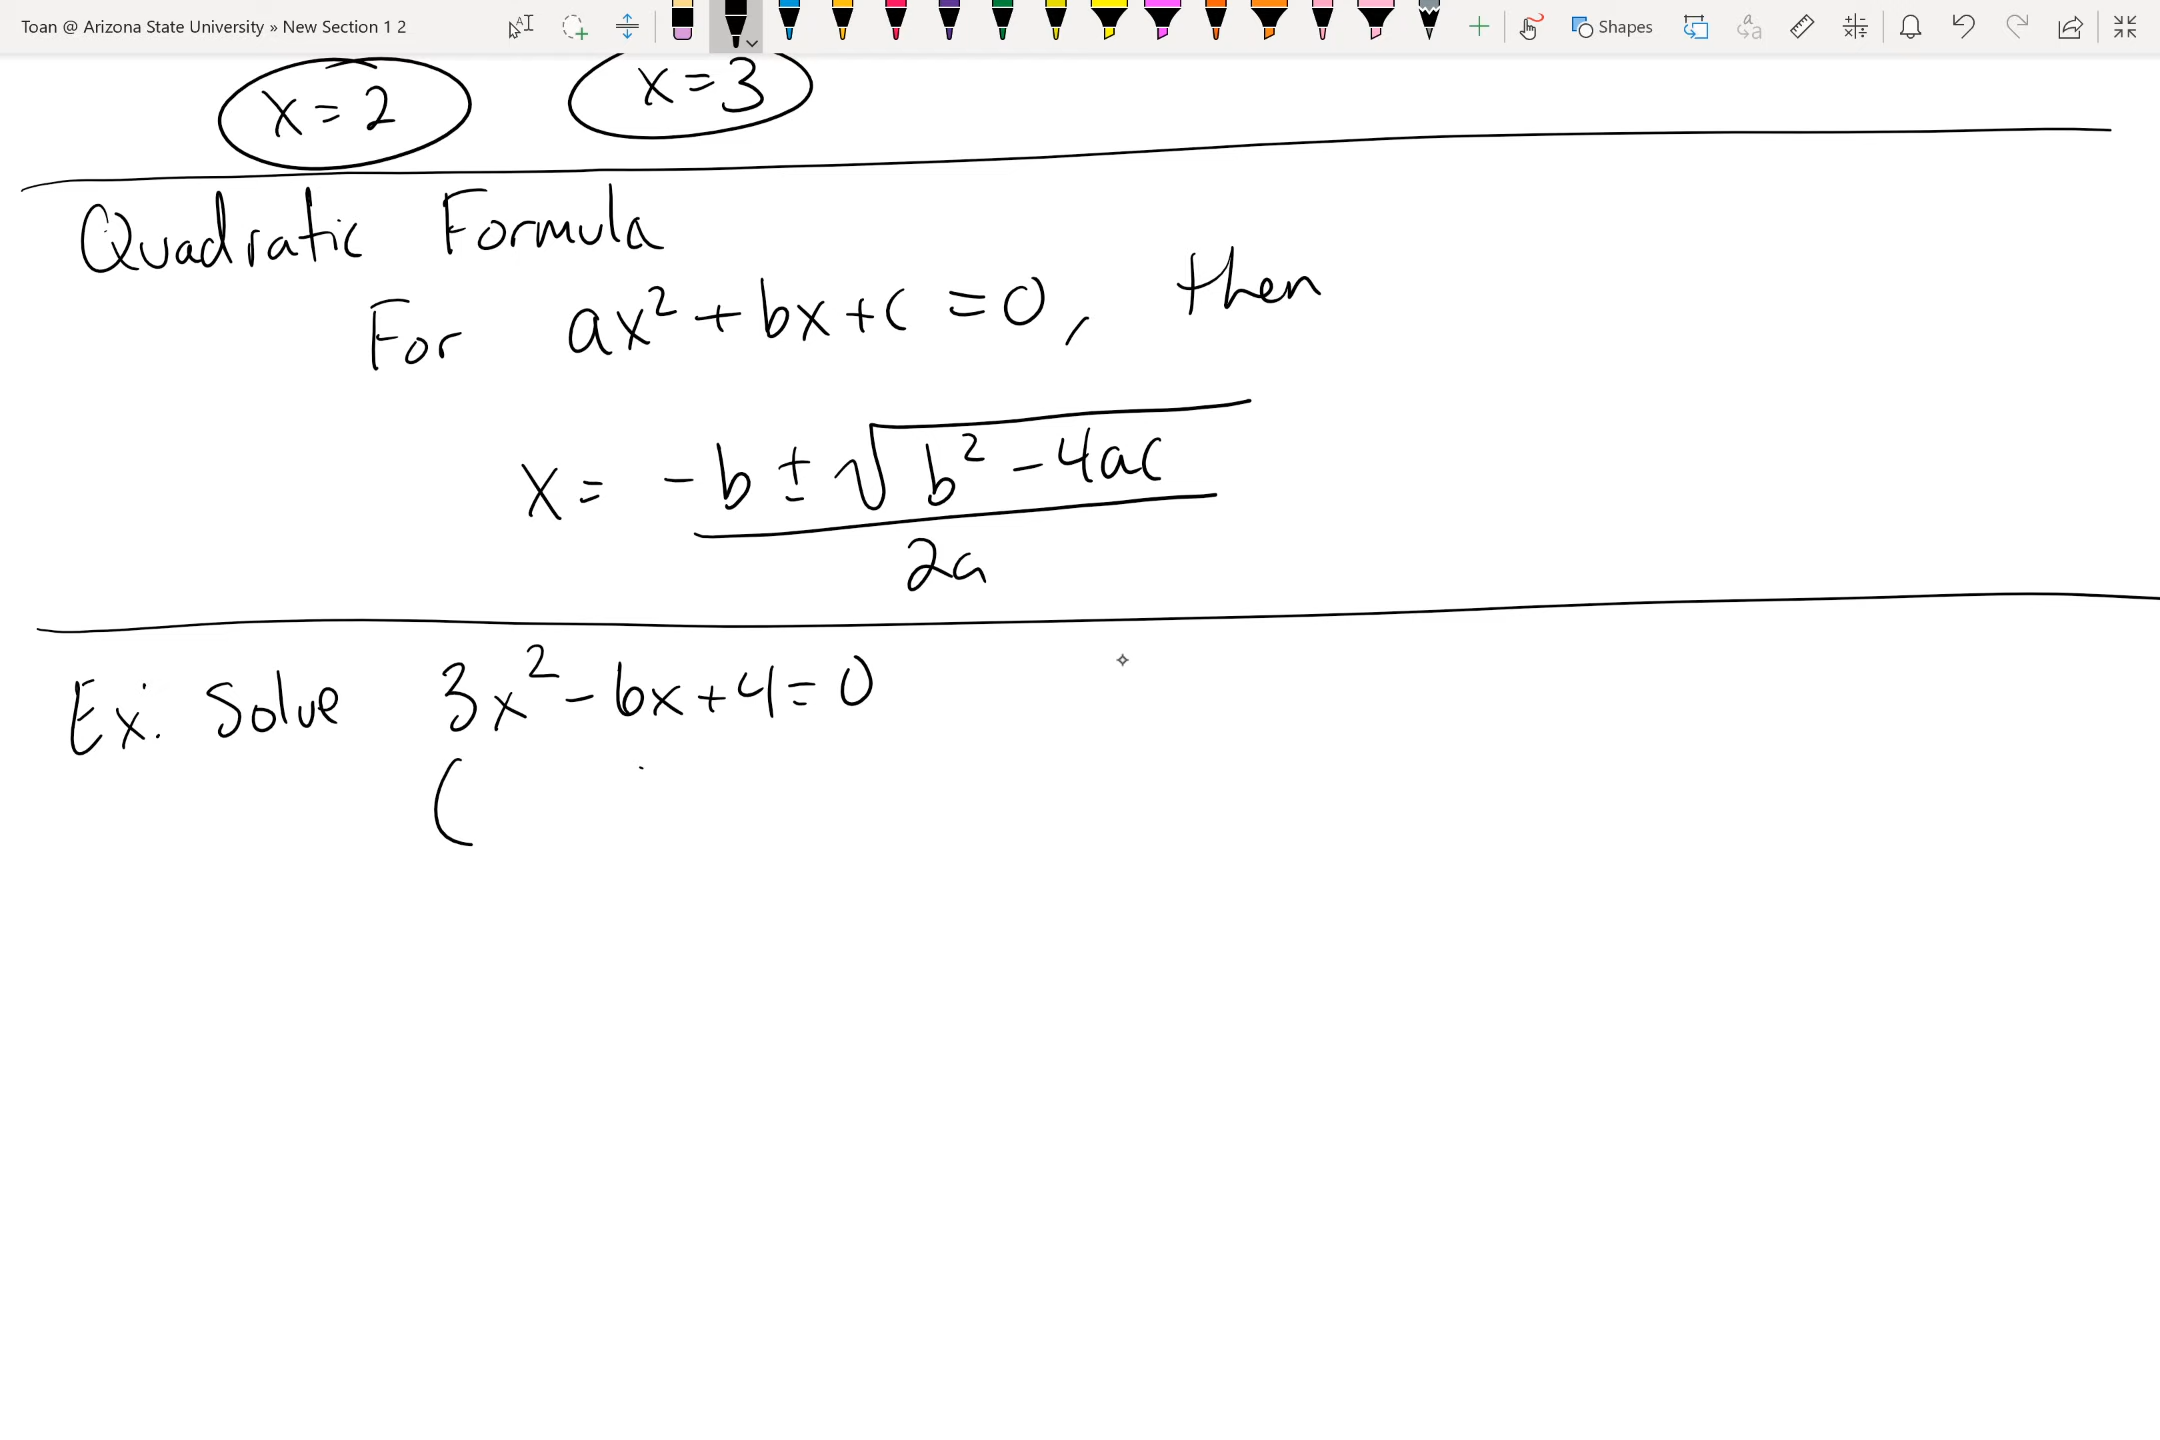 Toan @ Arizona State University » New Section 1 2
Shapes
x = 2 x = 3
Quadratic Formula
For ax² + bx + c = 0, then
x = -b ± √(b² - 4ac)
2a
Ex: Solve 3x² - 6x + 4 = 0
(